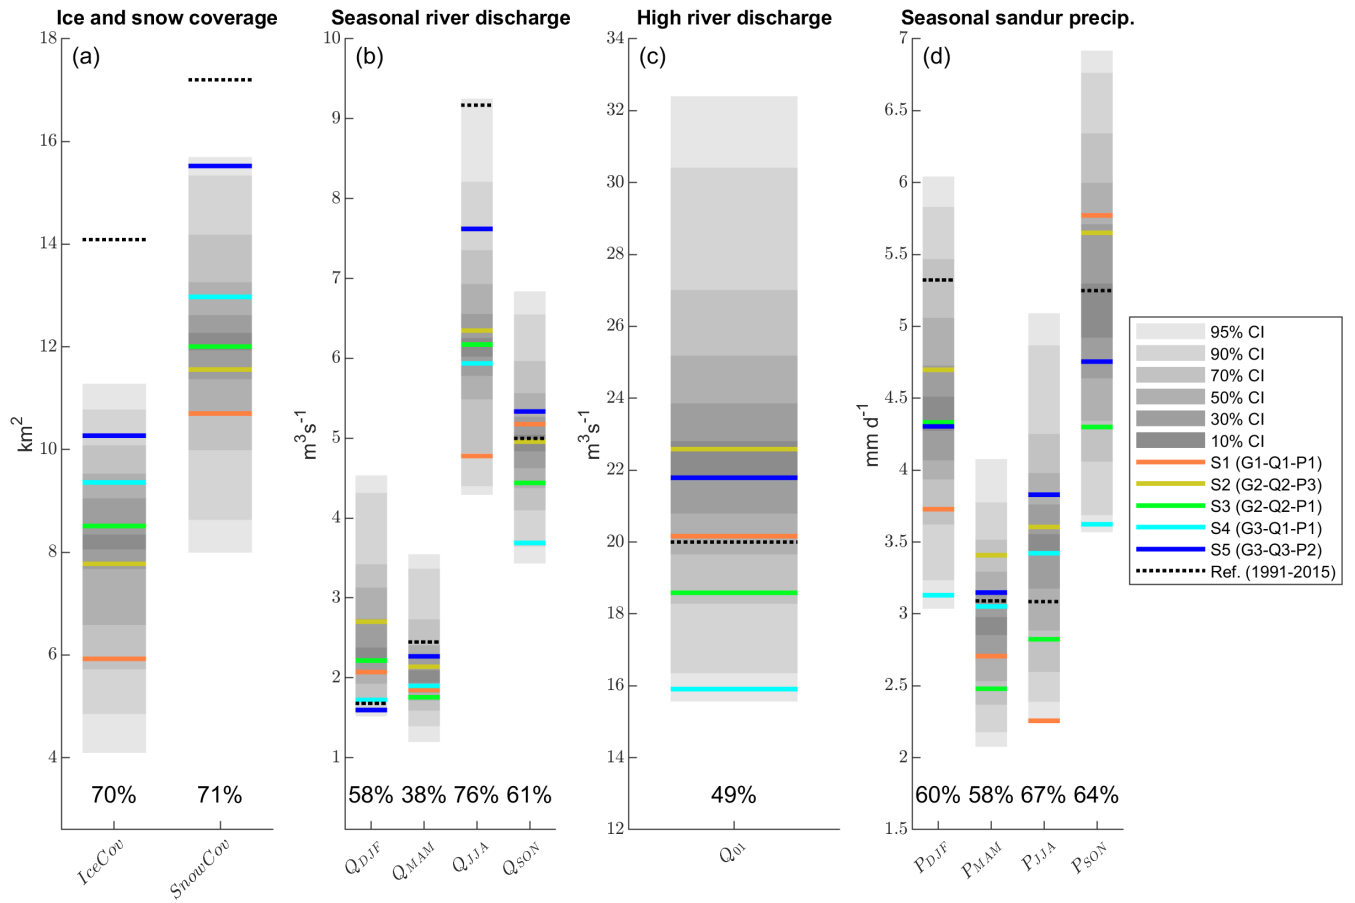 Ice and snow coverage
Seasonal river discharge
High river discharge
Seasonal sandur precip.
(a)
km²
18
16
14
12
10
8
6
4
70% 71%
IceCov
SnowCov
(b)
m³s⁻¹
10
9
8
7
6
5
4
3
2
1
58% 38% 76% 61%
Q_DJF
Q_MAM
Q_JJA
Q_SON
(c)
m³s⁻¹
34
32
30
28
26
24
22
20
18
16
14
12
49%
Q_01
(d)
mm d⁻¹
7
6.5
6
5.5
5
4.5
4
3.5
3
2.5
2
1.5
60% 58% 67% 64%
P_DJF
P_MAM
P_JJA
P_SON
95% CI
90% CI
70% CI
50% CI
30% CI
10% CI
S1 (G1-Q1-P1)
S2 (G2-Q2-P3)
S3 (G2-Q2-P1)
S4 (G3-Q1-P1)
S5 (G3-Q3-P2)
Ref. (1991-2015)